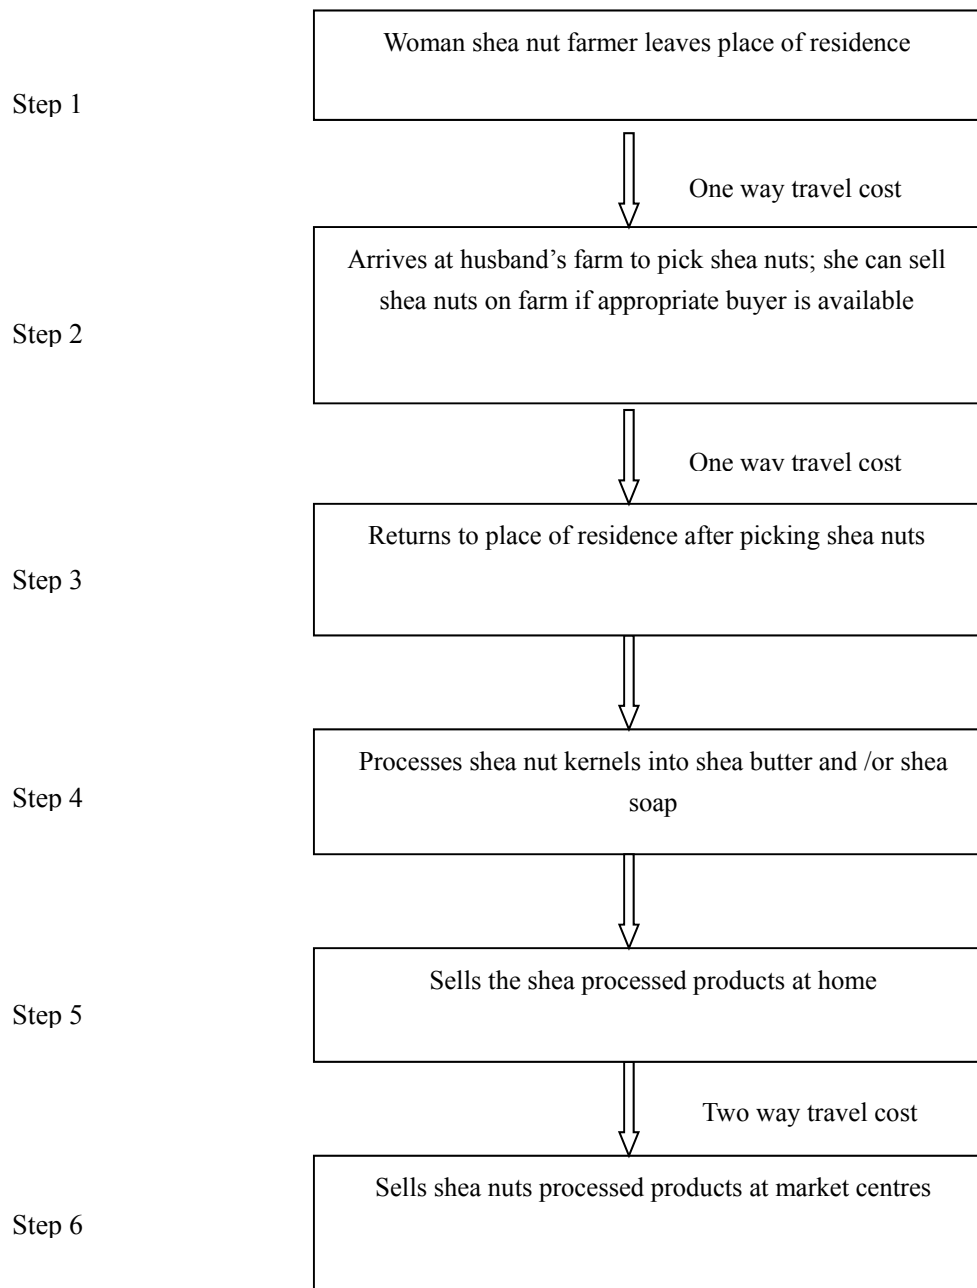 Woman shea nut farmer leaves place of residence
Step 1
One way travel cost
Arrives at husband’s farm to pick shea nuts; she can sell
shea nuts on farm if appropriate buyer is available
Step 2
One way travel cost
Returns to place of residence after picking shea nuts
Step 3
Processes shea nut kernels into shea butter and /or shea
soap
Step 4
Sells the shea processed products at home
Step 5
Two way travel cost
Sells shea nuts processed products at market centres
Step 6